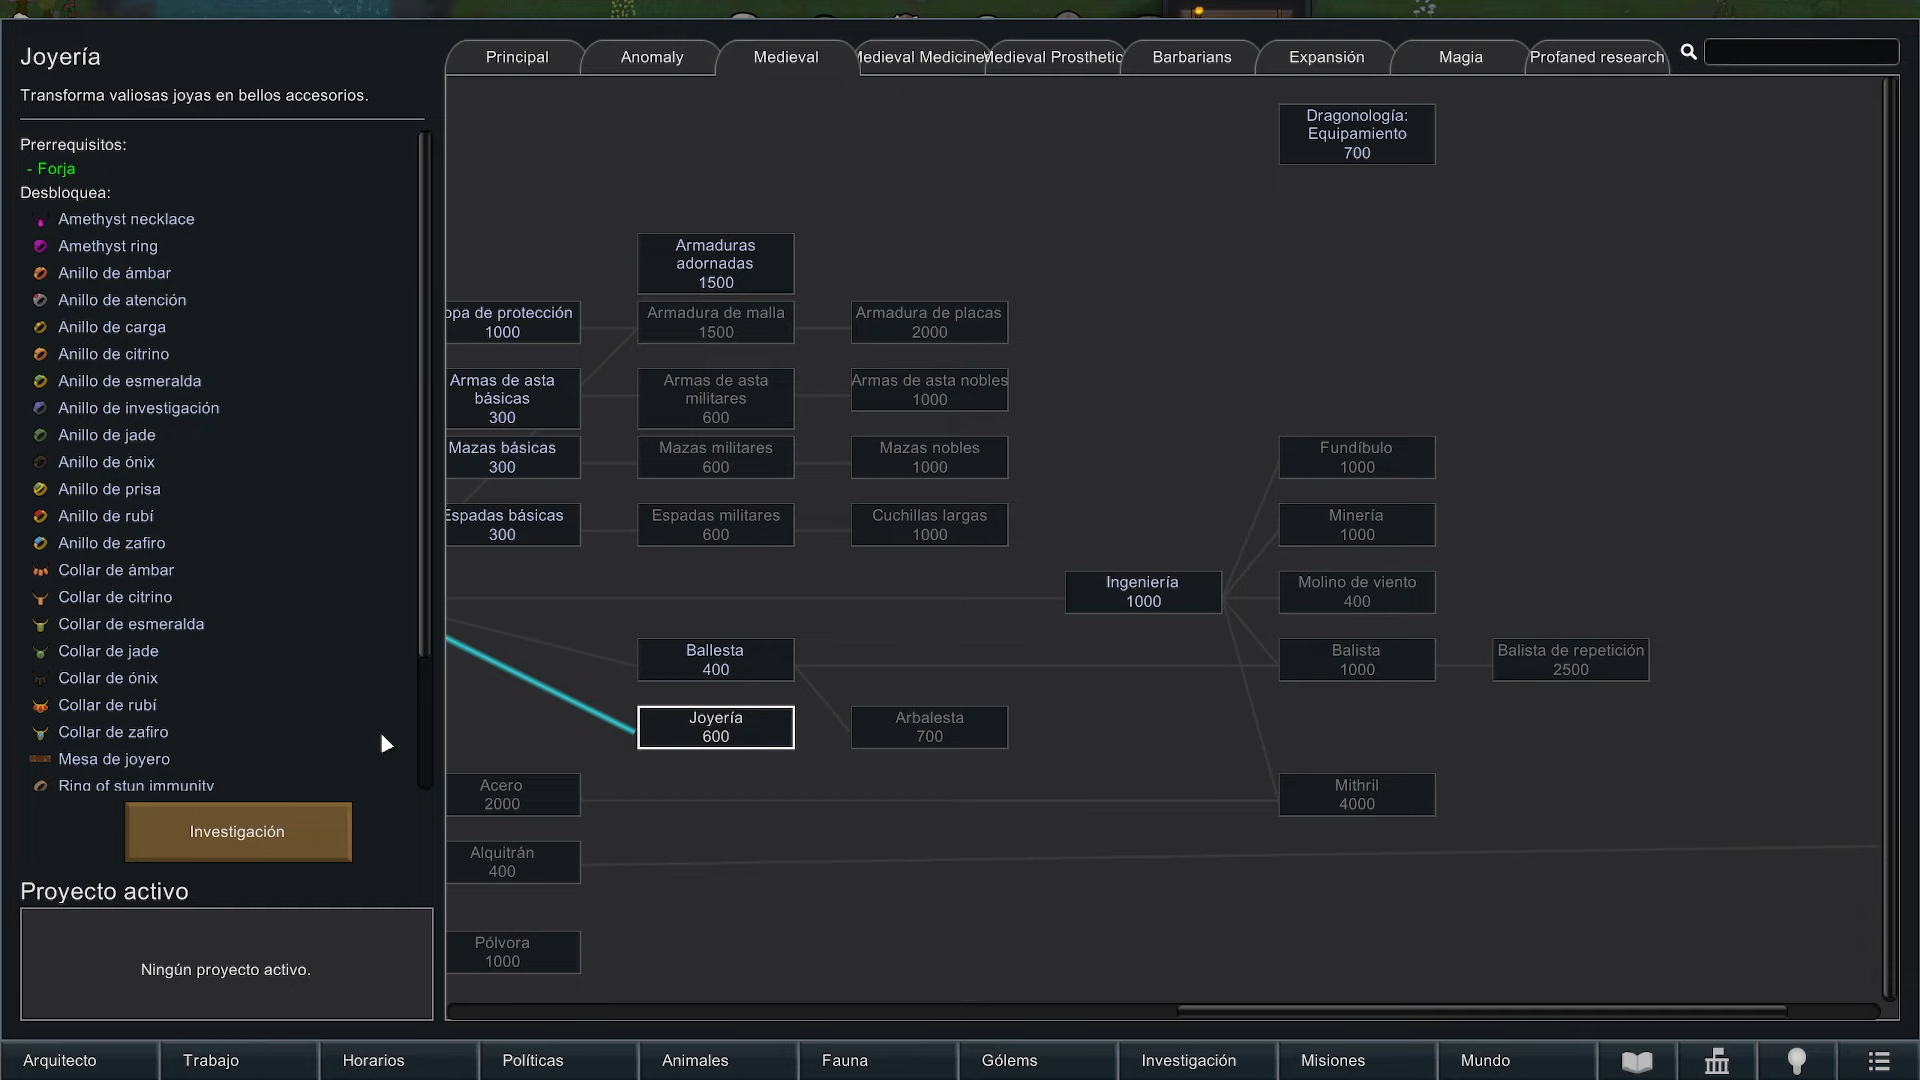 Joyería
Transforma valiosas joyas en bellos accesorios.
Prerrequisitos:
- Forja
Desbloquea:
Amethyst necklace
Amethyst ring
Anillo de ámbar
Anillo de atención
Anillo de carga
Anillo de citrino
Anillo de esmeralda
Anillo de investigación
Anillo de jade
Anillo de ónix
Anillo de prisa
Anillo de rubí
Anillo de zafiro
Collar de ámbar
Collar de citrino
Collar de esmeralda
Collar de jade
Collar de ónix
Collar de rubí
Collar de zafiro
Mesa de joyero
Ring of stun immunity
Investigación
Proyecto activo
Ningún proyecto activo.
Principal
Anomaly
Medieval
Medieval Medicine
Medieval Prosthetic
Barbarians
Expansión
Magia
Profaned research
Dragonología:
Equipamiento
700
Armaduras
adornadas
1500
opa de protección
1000
Armadura de malla
1500
Armadura de placas
2000
Armas de asta
básicas
300
Armas de asta
militares
600
Armas de asta nobles
1000
Mazas básicas
300
Mazas militares
600
Mazas nobles
1000
Fundíbulo
1000
Espadas básicas
300
Espadas militares
600
Cuchillas largas
1000
Minería
1000
Ingeniería
1000
Molino de viento
400
Ballesta
400
Balista
1000
Balista de repetición
2500
Joyería
600
Arbalesta
700
Acero
2000
Mithril
4000
Alquitrán
400
Pólvora
1000
Arquitecto
Trabajo
Horarios
Políticas
Animales
Fauna
Gólems
Investigación
Misiones
Mundo